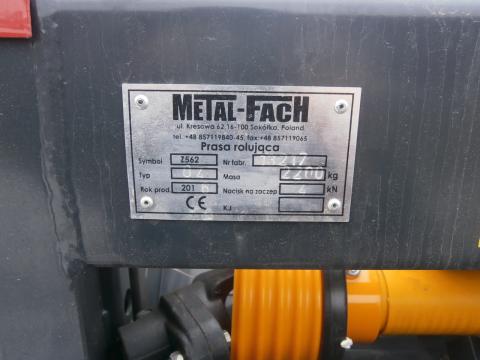 METAL-FACH
ul. Kresowa 62,16-100 Sokółka, Poland
tel. +48 857119840-45, fax:+48 857119065
Prasa rolująca
Symbol Z562 Nr fabr.
Typ Masa 2200 kg
Rok prod. 201 Nacisk na zaczep 4 kN
CE KJ